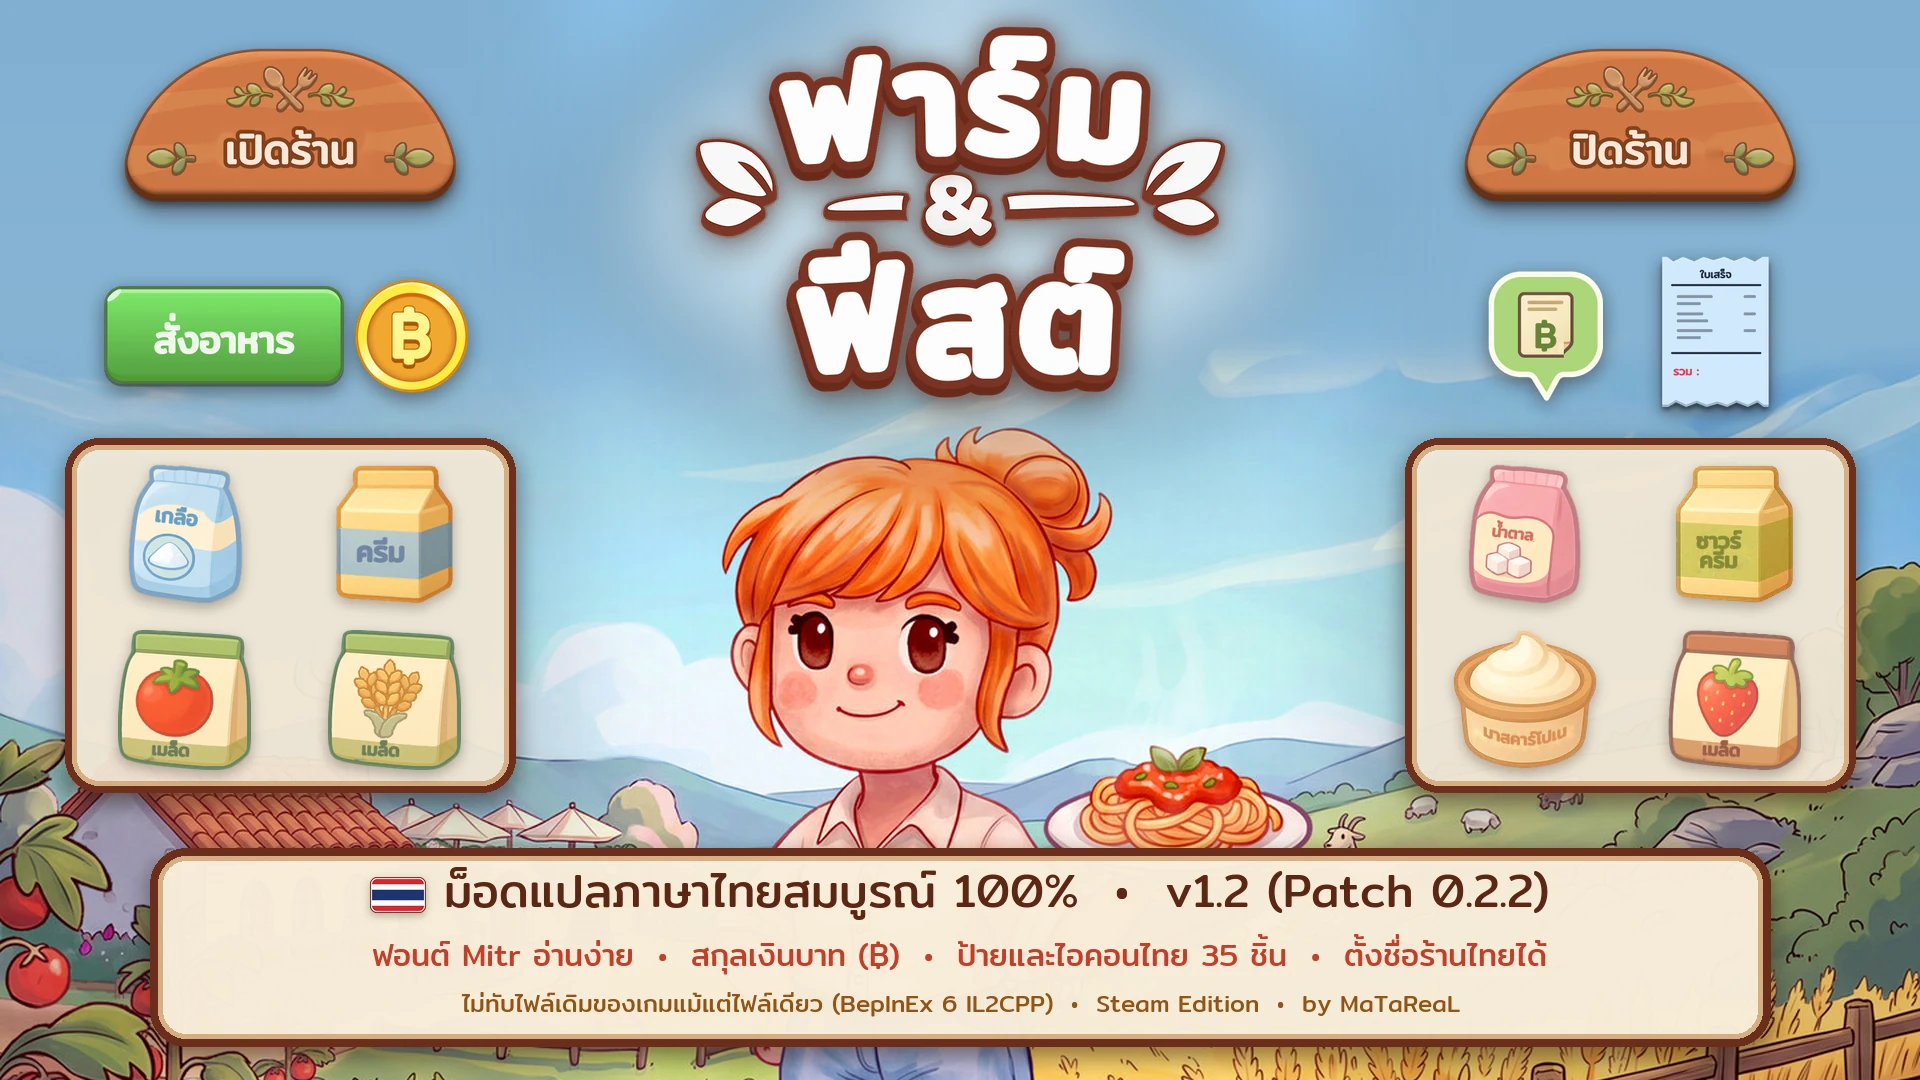 ฟาร์ม
&
ฟีสต์
เปิดร้าน
ปิดร้าน
สั่งอาหาร
฿
฿
ใบเสร็จ
รวม :
เกลือ
ครีม
เมล็ด
เมล็ด
น้ำตาล
ซาวร์
ครีม
มาสคาร์โปเน
เมล็ด
ม็อดแปลภาษาไทยสมบูรณ์ 100% • v1.2 (Patch 0.2.2)
ฟอนต์ Mitr อ่านง่าย • สกุลเงินบาท (฿) • ป้ายและไอคอนไทย 35 ชิ้น • ตั้งชื่อร้านไทยได้
ไม่ทับไฟล์เดิมของเกมแม้แต่ไฟล์เดียว (BepInEx 6 IL2CPP) • Steam Edition • by MaTaReaL